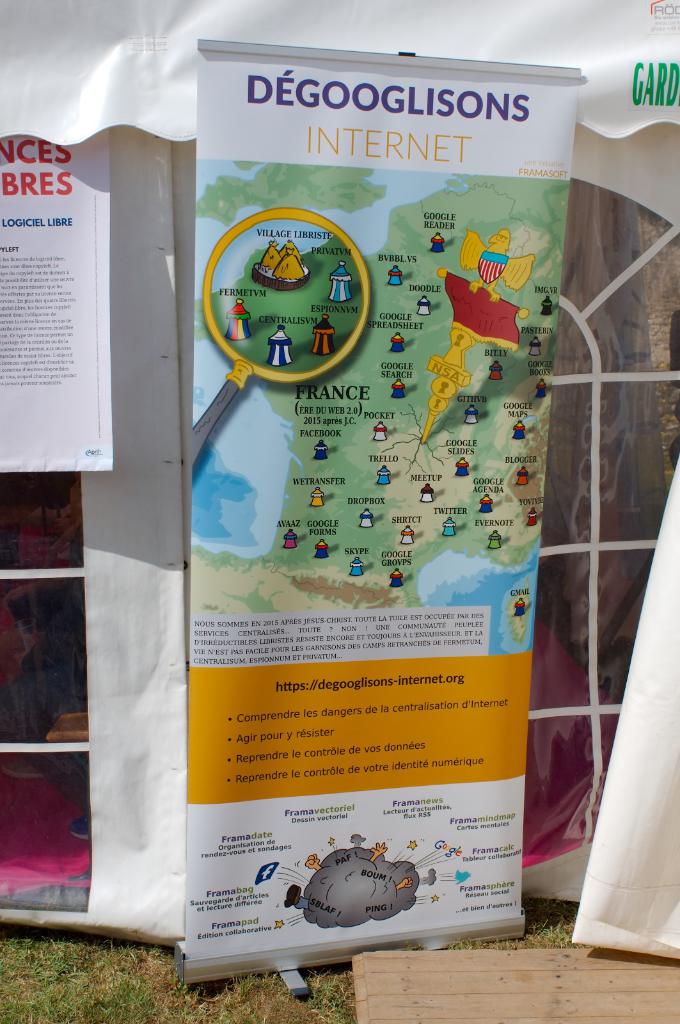 DÉGOOGLISONS
INTERNET
une initiative
FRAMASOFT
GARD
NCES
BRES
LOGICIEL LIBRE
PYLEFT
VILLAGE LIBRISTE
PRIVATVM
FERMETVM
ESPIONNVM
CENTRALISVM
GOOGLE
READER
BVBBL.VS
DOODLE
IMGVR
GOOGLE
SPREADSHEET
PASTEBIN
NSA
BITLY
GOOGLE
SEARCH
GOOGLE
BOOKS
FRANCE
(ÈRE DU WEB 2.0)
2015 après J.C.
POCKET
GITHVB
GOOGLE
MAPS
FACEBOOK
TRELLO
GOOGLE
SLIDES
WETRANSFER
MEETUP
BLOGGER
GOOGLE
AGENDA
DROPBOX
YOVTVBE
AVAAZ
GOOGLE
FORMS
SHRTCT
TWITTER
EVERNOTE
SKYPE
GOOGLE
GROVPS
GMAIL
NOUS SOMMES EN 2015 APRÈS JÉSUS-CHRIST. TOUTE LA TOILE EST OCCUPÉE PAR DES
SERVICES CENTRALISÉS... TOUTE ? NON ! UNE COMMUNAUTÉ PEUPLÉE
D'IRRÉDUCTIBLES LIBRISTES RÉSISTE ENCORE ET TOUJOURS À L'ENVAHISSEUR. ET LA
VIE N'EST PAS FACILE POUR LES GARNISONS DES CAMPS RETRANCHÉS DE FERMETUM,
CENTRALISUM, ESPIONNUM ET PRIVATUM...
https://degooglisons-internet.org
• Comprendre les dangers de la centralisation d'Internet
• Agir pour y résister
• Reprendre le contrôle de vos données
• Reprendre le contrôle de votre identité numérique
Framavectoriel
Dessin vectoriel
Framanews
Lecteur d'actualités,
flux RSS
Framadate
Organisation de
rendez-vous et sondages
Framamindmap
Cartes mentales
Framacalc
Tableur collaboratif
Google
PAF !
BOUM !
SBLAF !
PING !
f
Framabag
Sauvegarde d'articles
et lecture différée
Framasphère
Réseau social
Framapad
Edition collaborative
...et bien d'autres !